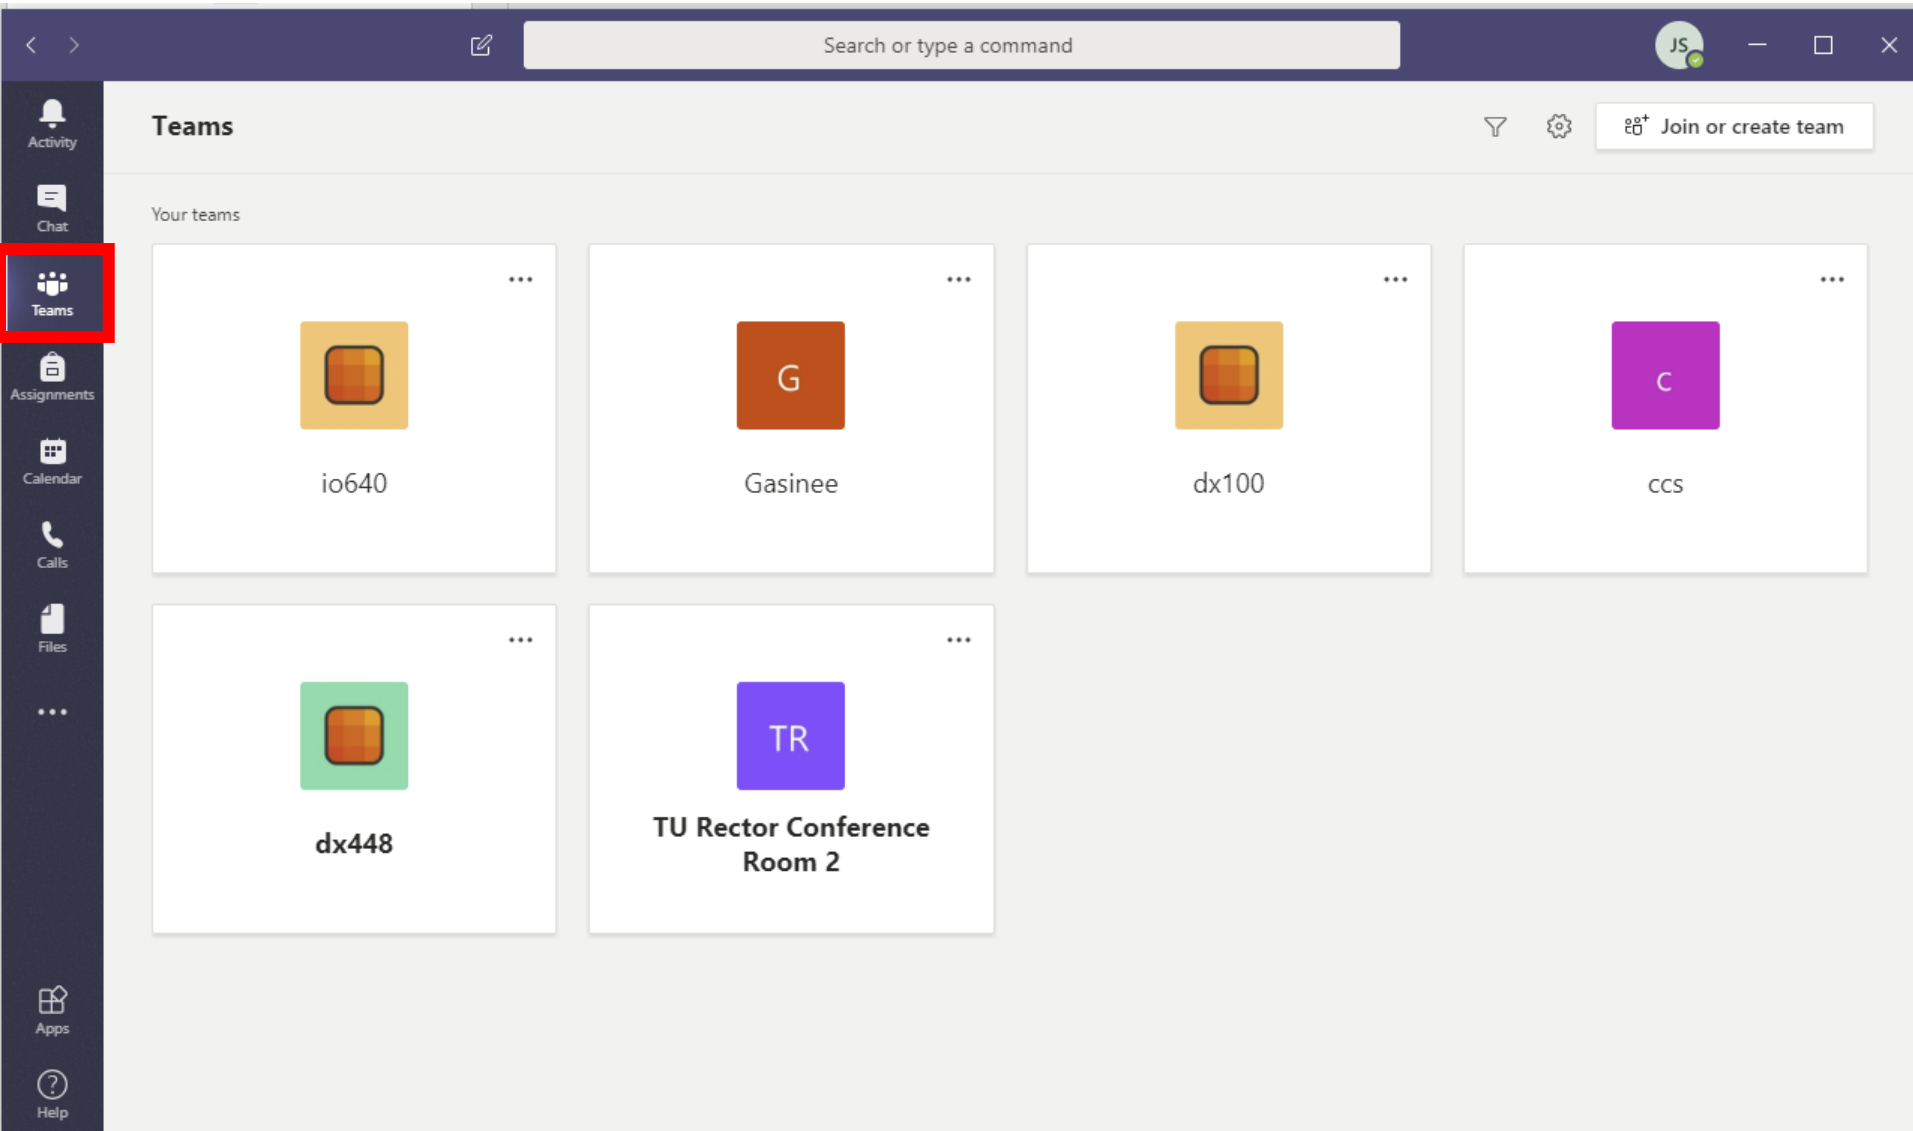 Search or type a command
JS
Activity
Chat
Teams
Assignments
Calendar
Calls
Files
Apps
Help
Teams
Join or create team
Your teams
io640
G
Gasinee
dx100
C
ccs
dx448
TR
TU Rector Conference
Room 2